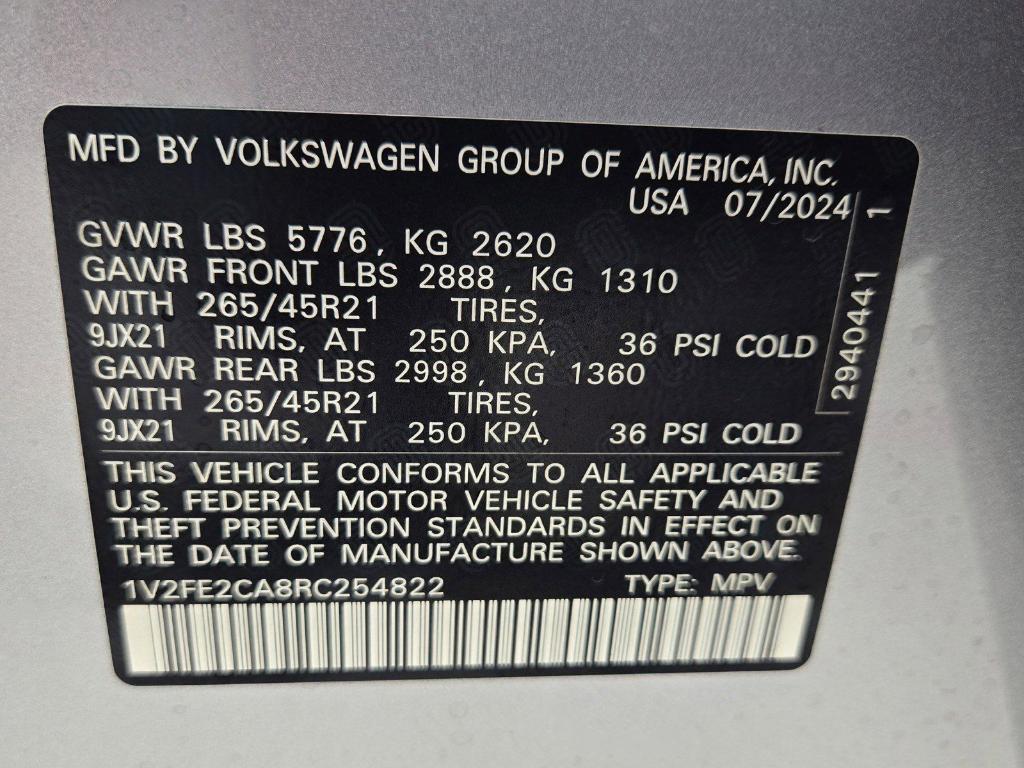 MFD BY VOLKSWAGEN GROUP OF AMERICA, INC.
USA 07/2024
GVWR LBS 5776, KG 2620
GAWR FRONT LBS 2888, KG 1310
WITH 265/45R21 TIRES,
9JX21 RIMS, AT 250 KPA, 36 PSI COLD
GAWR REAR LBS 2998, KG 1360
WITH 265/45R21 TIRES,
9JX21 RIMS, AT 250 KPA, 36 PSI COLD
THIS VEHICLE CONFORMS TO ALL APPLICABLE
U.S. FEDERAL MOTOR VEHICLE SAFETY AND
THEFT PREVENTION STANDARDS IN EFFECT ON
THE DATE OF MANUFACTURE SHOWN ABOVE.
1V2FE2CA8RC254822 TYPE: MPV
2940441 1